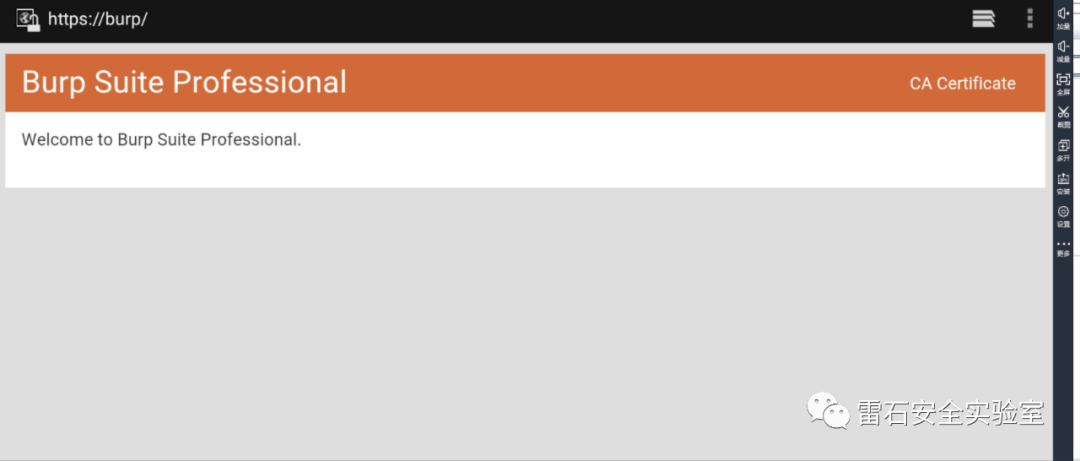 https://burp/
Burp Suite Professional
CA Certificate
Welcome to Burp Suite Professional.
加量
减量
全屏
截图
多开
安装
设置
更多
雷石安全实验室